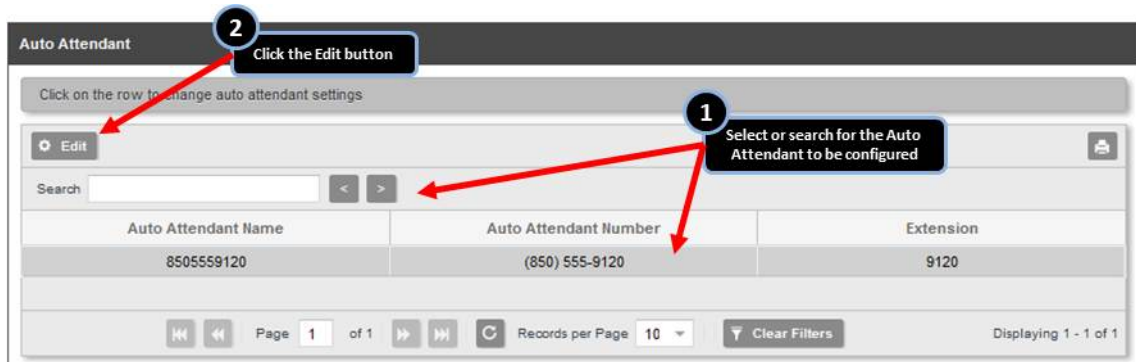 2
Auto Attendant
Click the Edit button
Click on the row to change auto attendant settings
1
Select or search for the Auto
Attendant to be configured
Edit
Search < >
Auto Attendant Name Auto Attendant Number Extension
8505559120 (850) 555-9120 9120
Page 1 of 1 Records per Page 10 Clear Filters Displaying 1 - 1 of 1